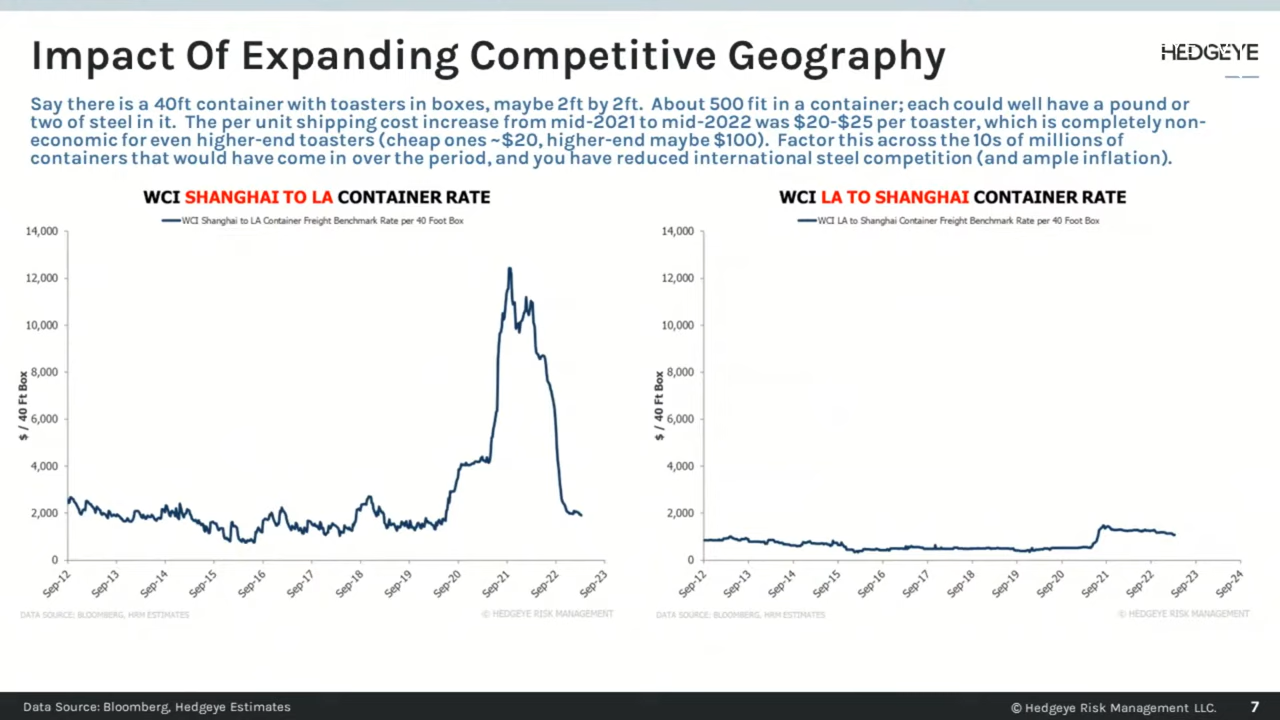 Impact Of Expanding Competitive Geography
HEDGEYE
Say there is a 40ft container with toasters in boxes, maybe 2ft by 2ft. About 500 fit in a container; each could well have a pound or
two of steel in it. The per unit shipping cost increase from mid-2021 to mid-2022 was $20-$25 per toaster, which is completely non-
economic for even higher-end toasters (cheap ones ~$20, higher-end maybe $100). Factor this across the 10s of millions of
containers that would have come in over the period, and you have reduced international steel competition (and ample inflation).
WCI SHANGHAI TO LA CONTAINER RATE
WCI Shanghai to LA Container Freight Benchmark Rate per 40 Foot Box
$ / 40 Ft Box
14,000
12,000
10,000
8,000
6,000
4,000
2,000
0
Sep-12
Sep-13
Sep-14
Sep-15
Sep-16
Sep-17
Sep-18
Sep-19
Sep-20
Sep-21
Sep-22
Sep-23
DATA SOURCE: BLOOMBERG, HRM ESTIMATES
© HEDGEYE RISK MANAGEMENT
WCI LA TO SHANGHAI CONTAINER RATE
WCI LA to Shanghai Container Freight Benchmark Rate per 40 Foot Box
$ / 40 Ft Box
14,000
12,000
10,000
8,000
6,000
4,000
2,000
0
Sep-12
Sep-13
Sep-14
Sep-15
Sep-16
Sep-17
Sep-18
Sep-19
Sep-20
Sep-21
Sep-22
Sep-23
Sep-24
DATA SOURCE: BLOOMBERG, HRM ESTIMATES
© HEDGEYE RISK MANAGEMENT
Data Source: Bloomberg, Hedgeye Estimates
© Hedgeye Risk Management LLC.
7